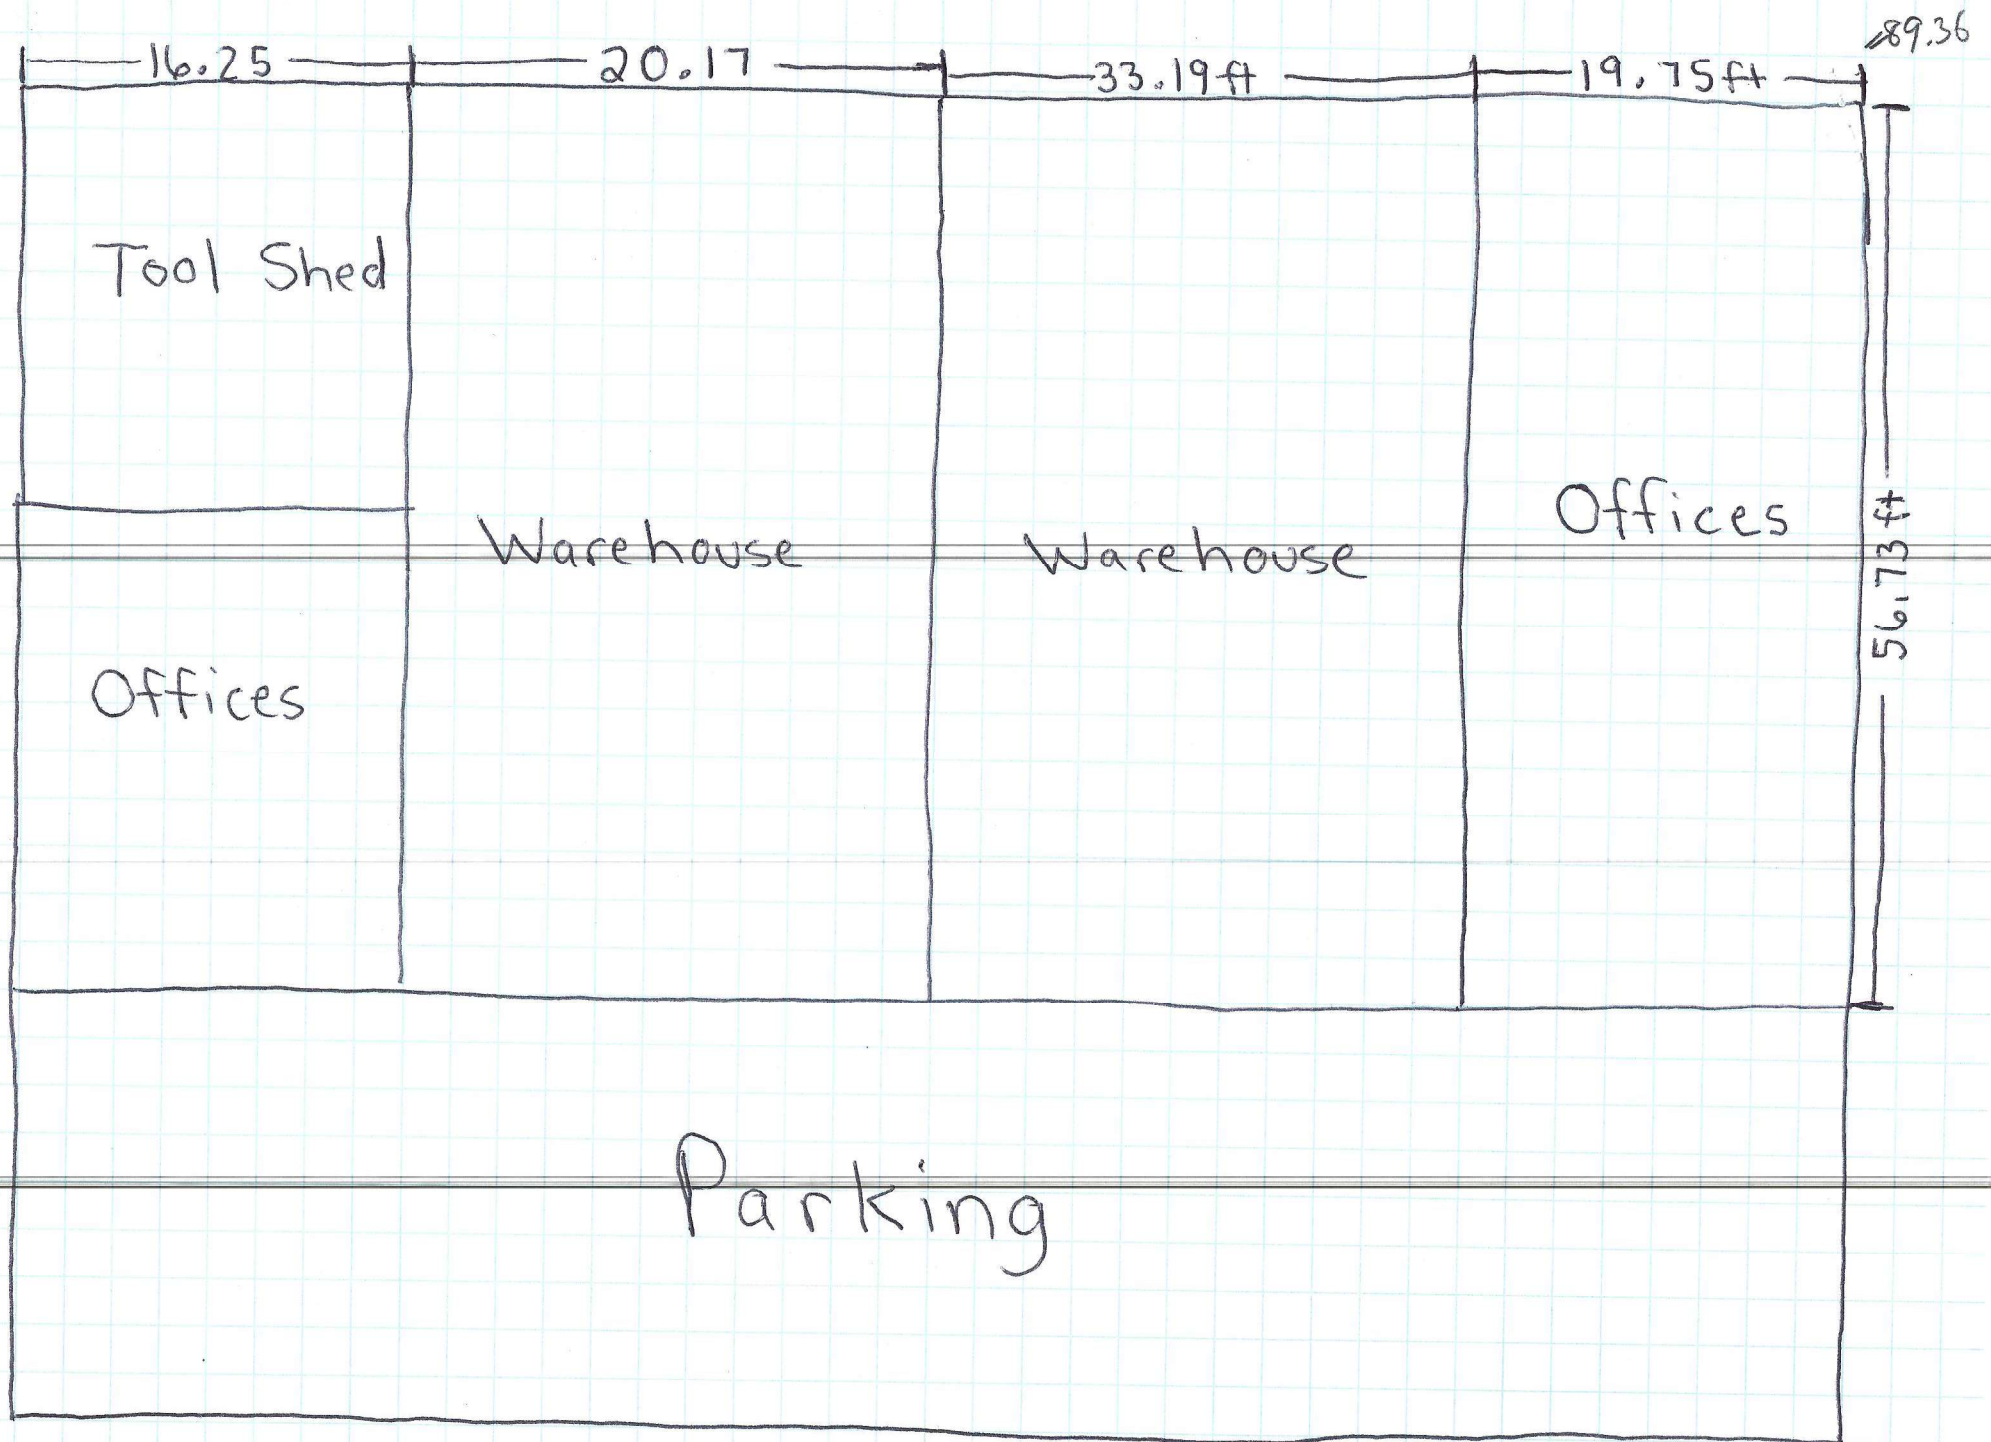 89.36
16.25 20.17 33.19ft 19.75ft
Tool Shed
Offices
56.73 ft
Warehouse Warehouse
Offices
Parking